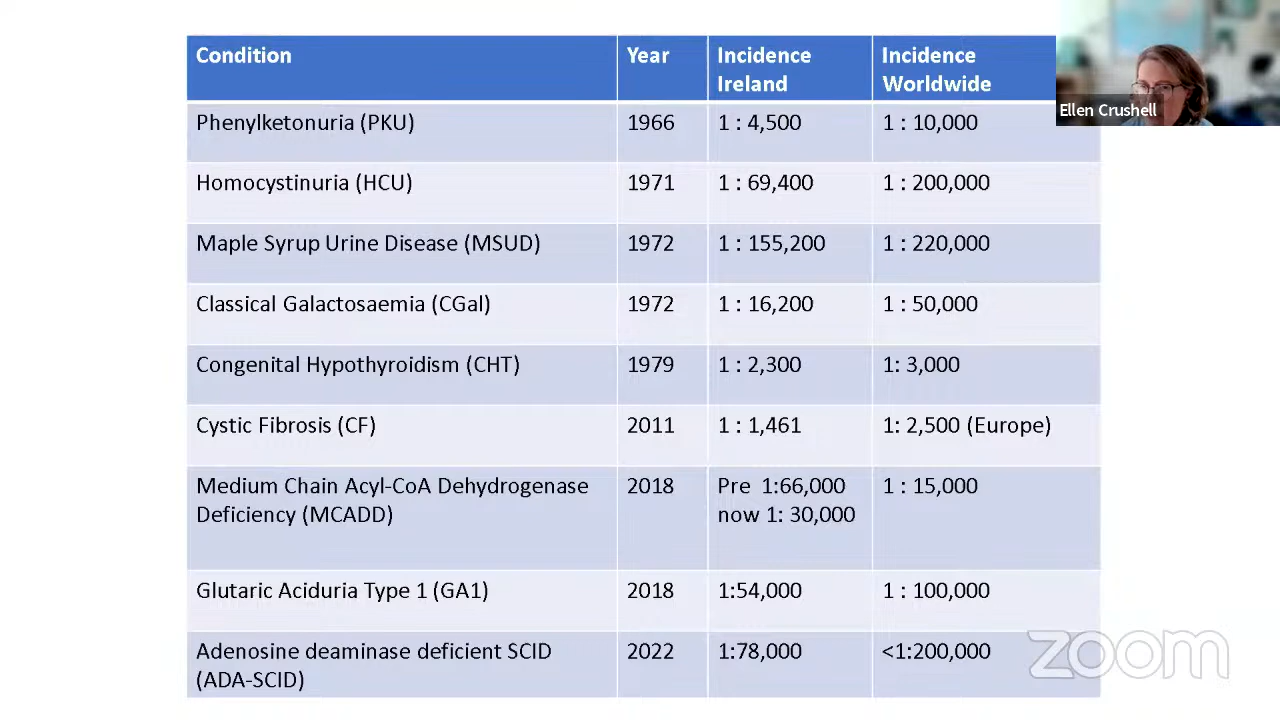 Condition Year Incidence Ireland Incidence Worldwide
Phenylketonuria (PKU) 1966 1 : 4,500 1 : 10,000
Homocystinuria (HCU) 1971 1 : 69,400 1 : 200,000
Maple Syrup Urine Disease (MSUD) 1972 1 : 155,200 1 : 220,000
Classical Galactosaemia (CGal) 1972 1 : 16,200 1 : 50,000
Congenital Hypothyroidism (CHT) 1979 1 : 2,300 1: 3,000
Cystic Fibrosis (CF) 2011 1 : 1,461 1: 2,500 (Europe)
Medium Chain Acyl-CoA Dehydrogenase Deficiency (MCADD) 2018 Pre 1:66,000 now 1: 30,000 1 : 15,000
Glutaric Aciduria Type 1 (GA1) 2018 1:54,000 1 : 100,000
Adenosine deaminase deficient SCID (ADA-SCID) 2022 1:78,000 <1:200,000
Ellen Crushell
zoom